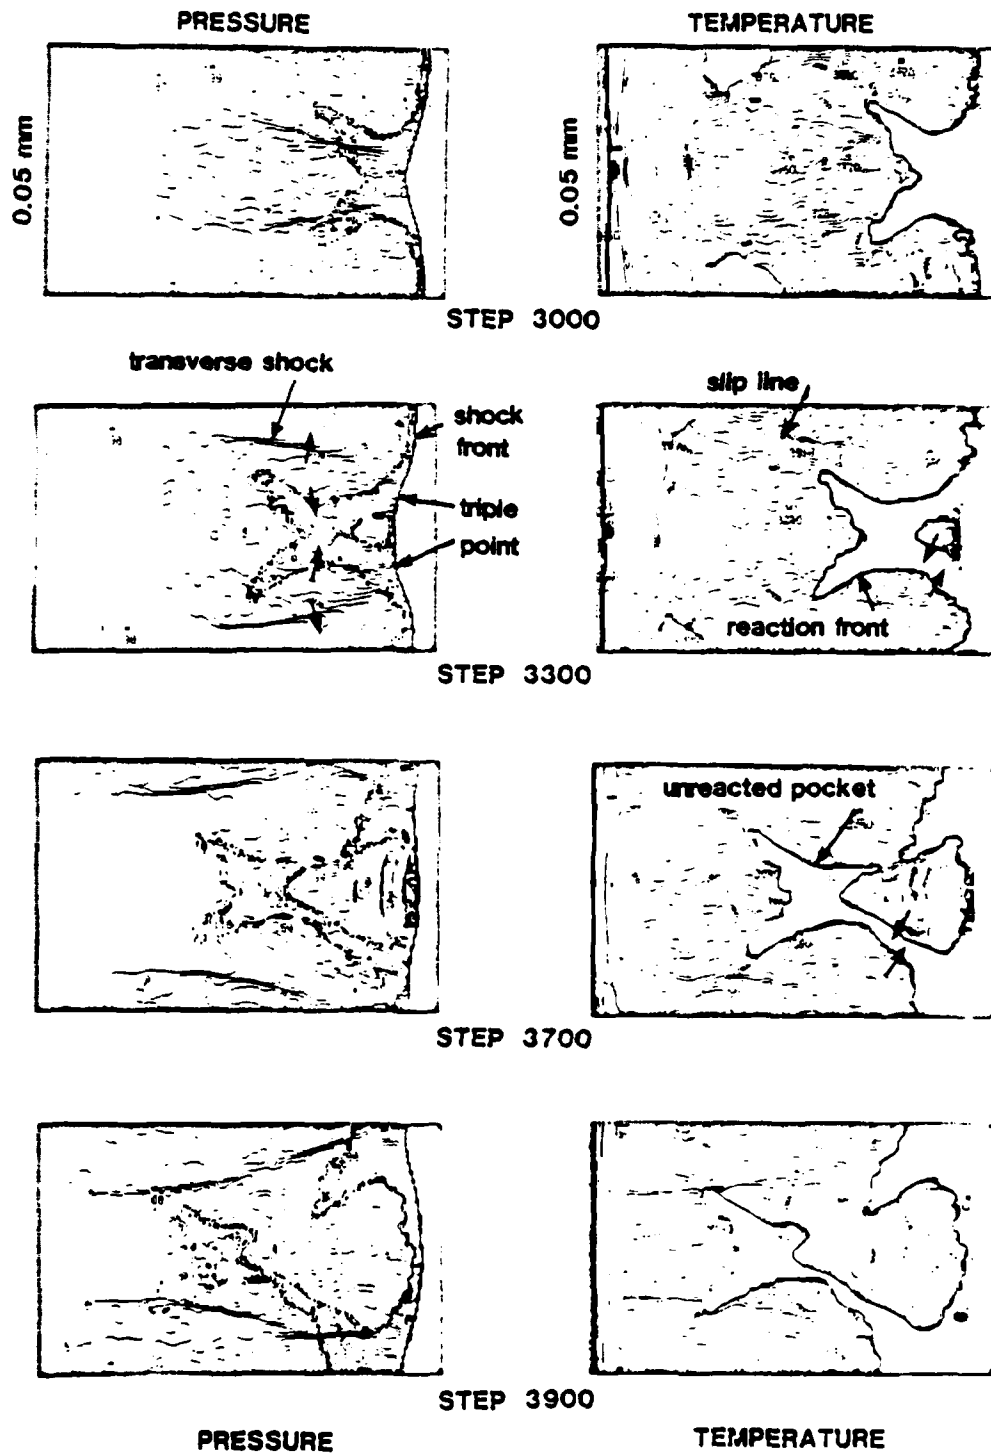 PRESSURE
TEMPERATURE
0.05 mm
0.05 mm
STEP 3000
transverse shock
shock
front
triple
point
slip line
reaction front
STEP 3300
unreacted pocket
STEP 3700
STEP 3900
PRESSURE
TEMPERATURE